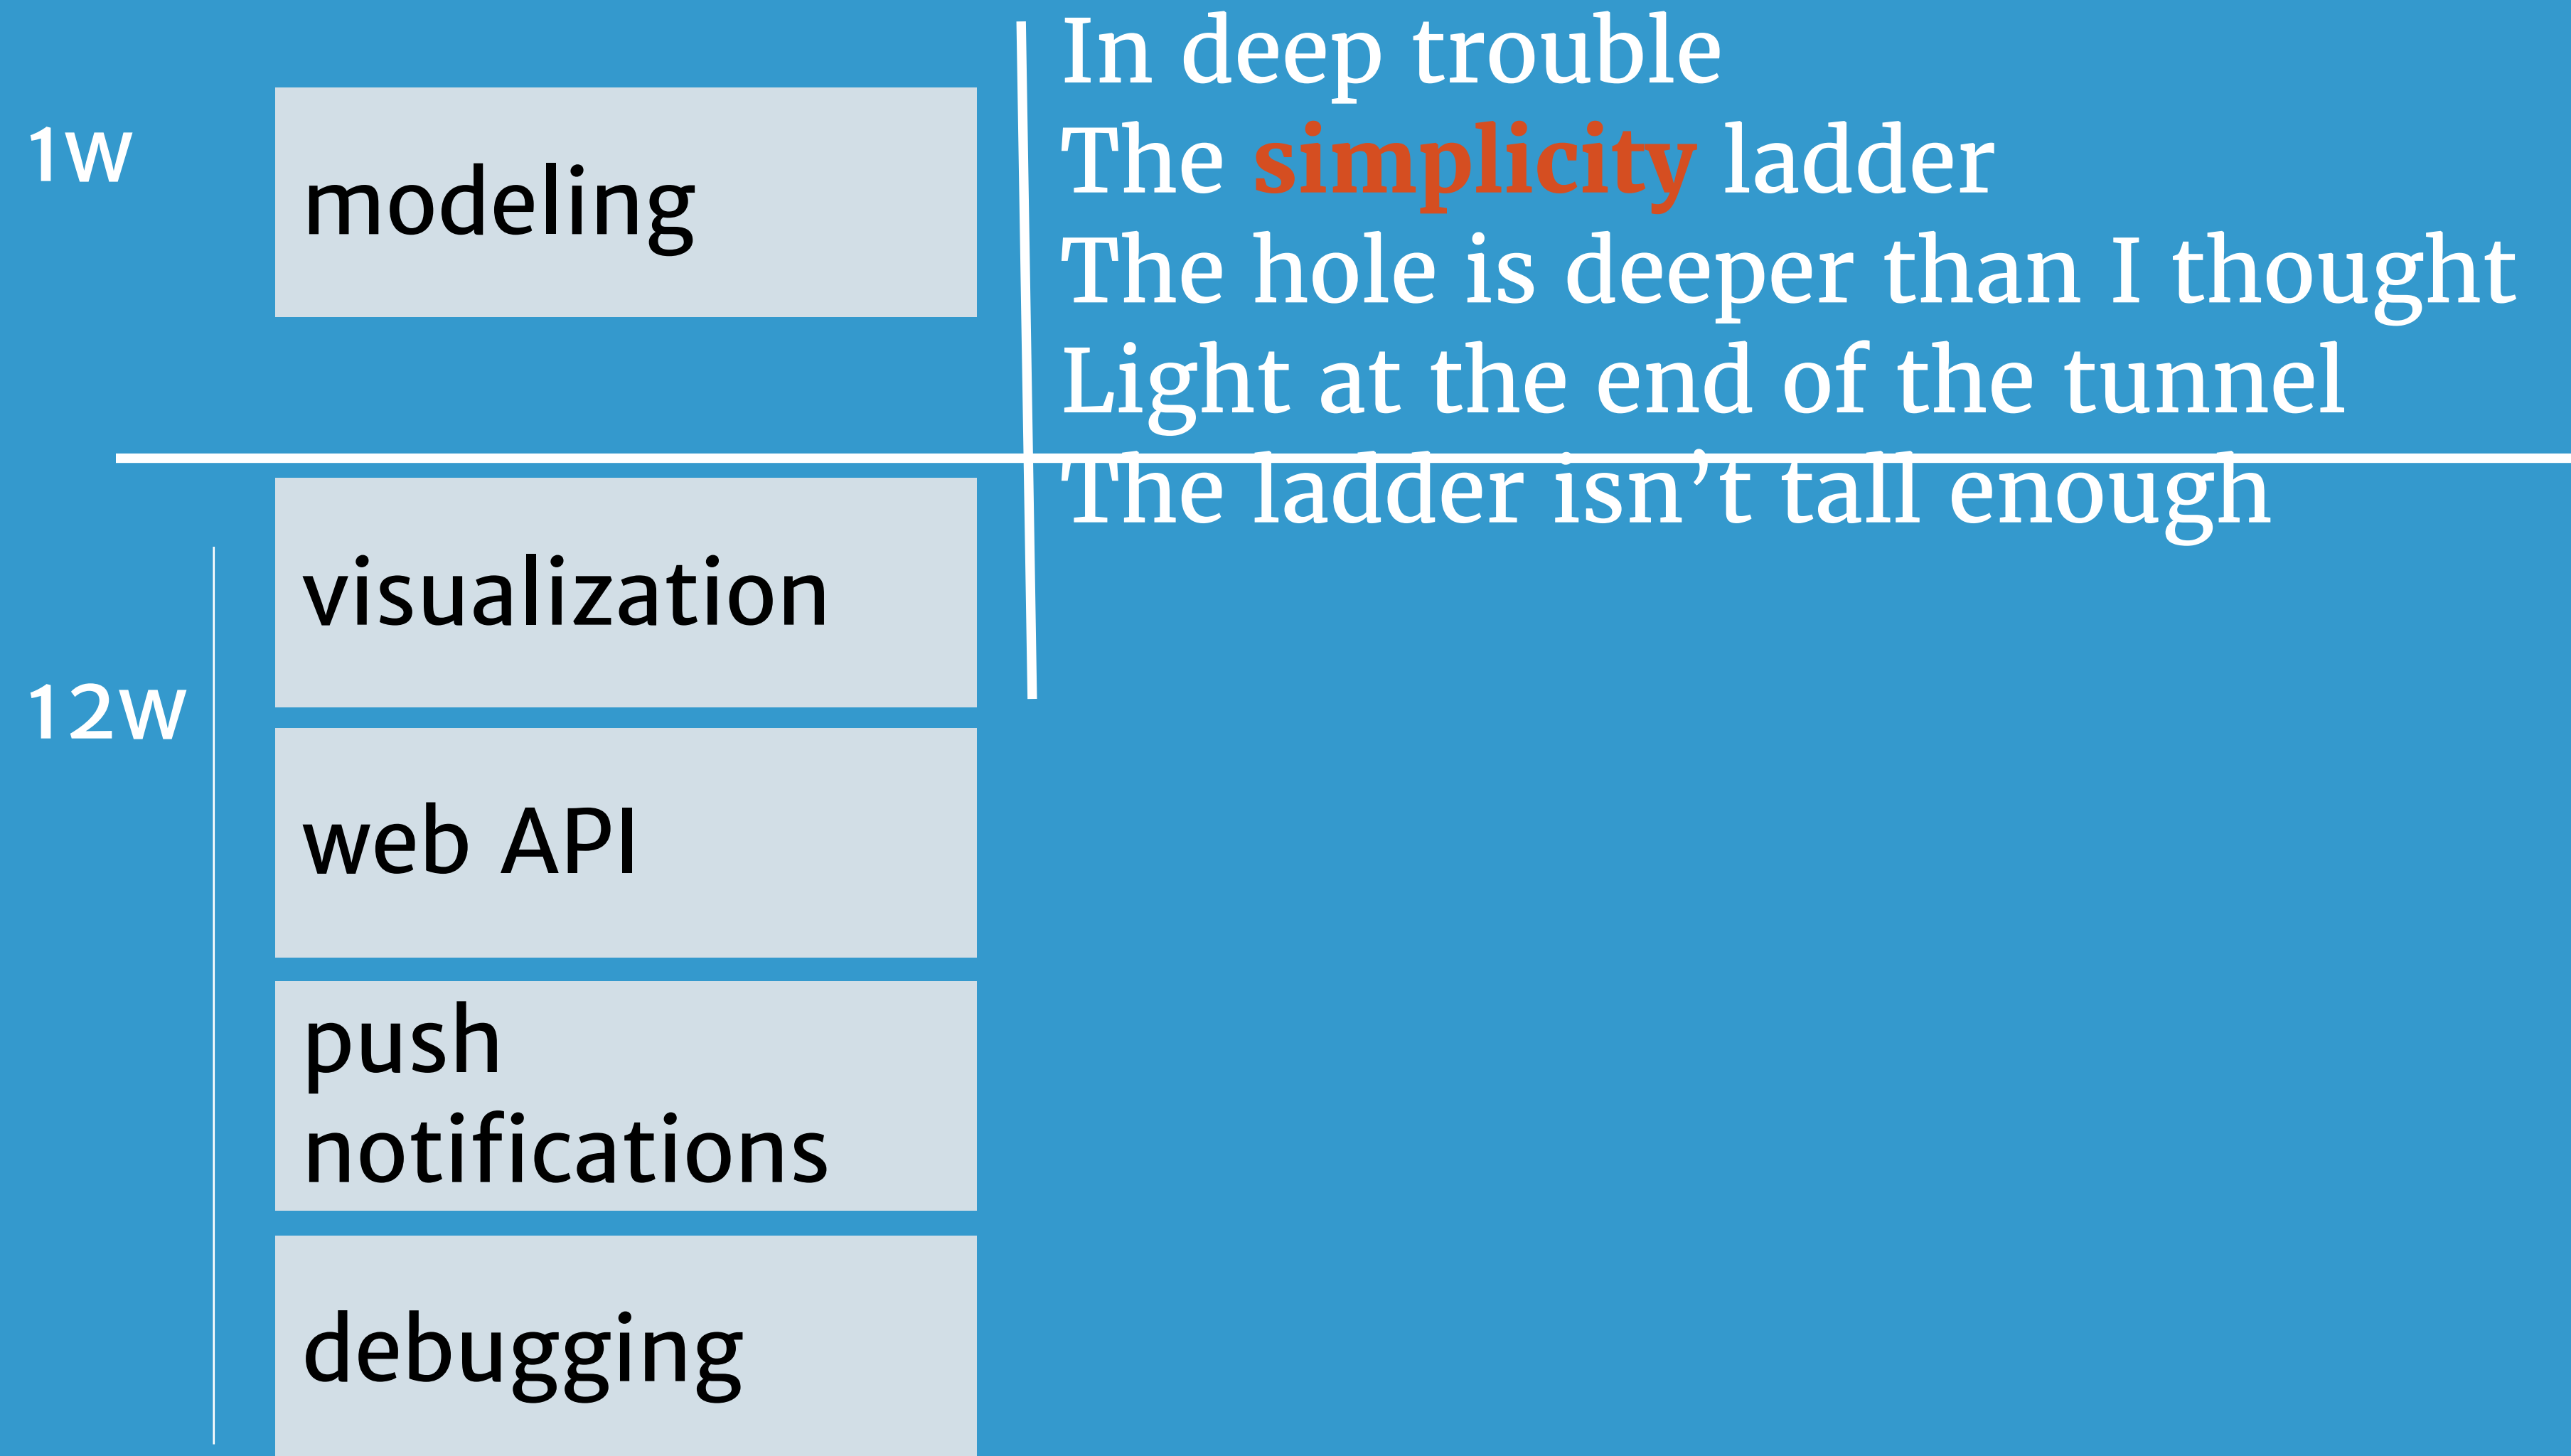 1w
modeling
In deep trouble
The simplicity ladder
The hole is deeper than I thought
Light at the end of the tunnel
The ladder isn’t tall enough
12w
visualization
web API
push
notifications
debugging